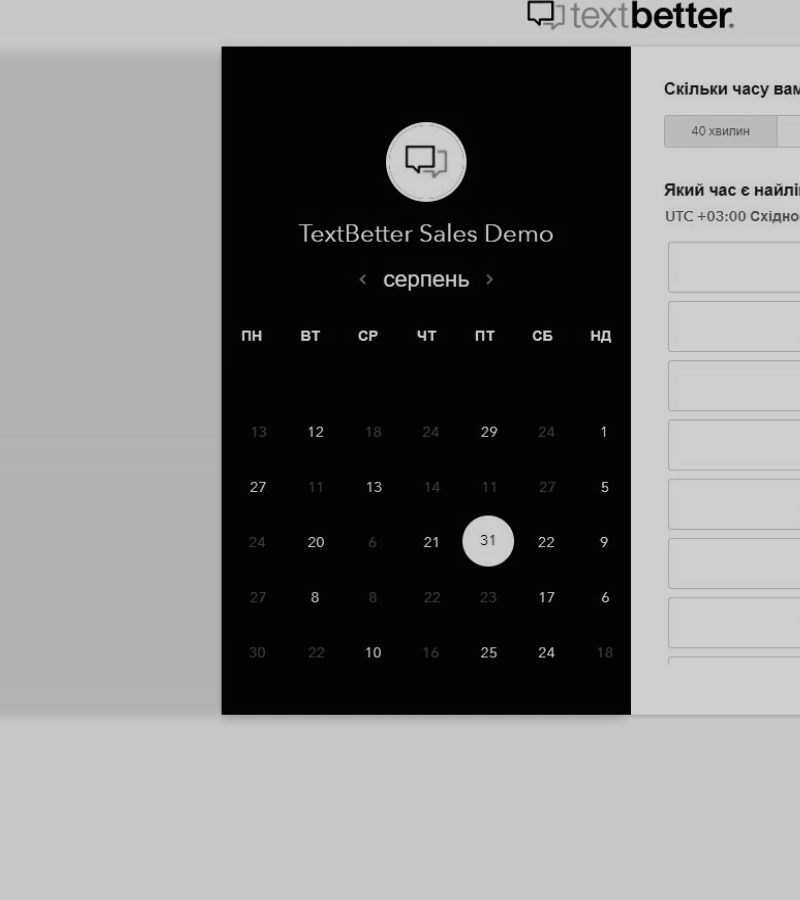 textbetter.
TextBetter Sales Demo
‹ серпень ›
ПН ВТ СР ЧТ ПТ СБ НД
13 12 18 24 29 24 1
27 11 13 14 11 27 5
24 20 6 21 31 22 9
27 8 8 22 23 17 6
30 22 10 16 25 24 18
Скільки часу вам
40 хвилин
Який час є найлі
UTC +03:00 Східно